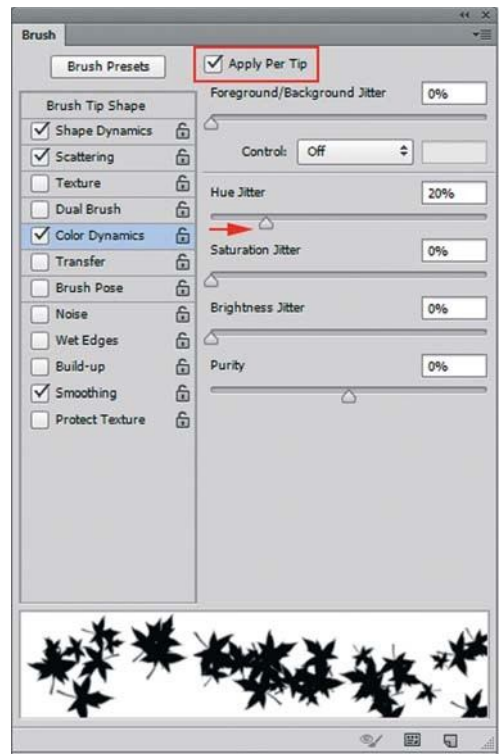 Brush
Brush Presets
Apply Per Tip
Brush Tip Shape
Shape Dynamics
Scattering
Texture
Dual Brush
Color Dynamics
Transfer
Brush Pose
Noise
Wet Edges
Build-up
Smoothing
Protect Texture
Foreground/Background Jitter 0%
Control: Off
Hue Jitter 20%
Saturation Jitter 0%
Brightness Jitter 0%
Purity 0%